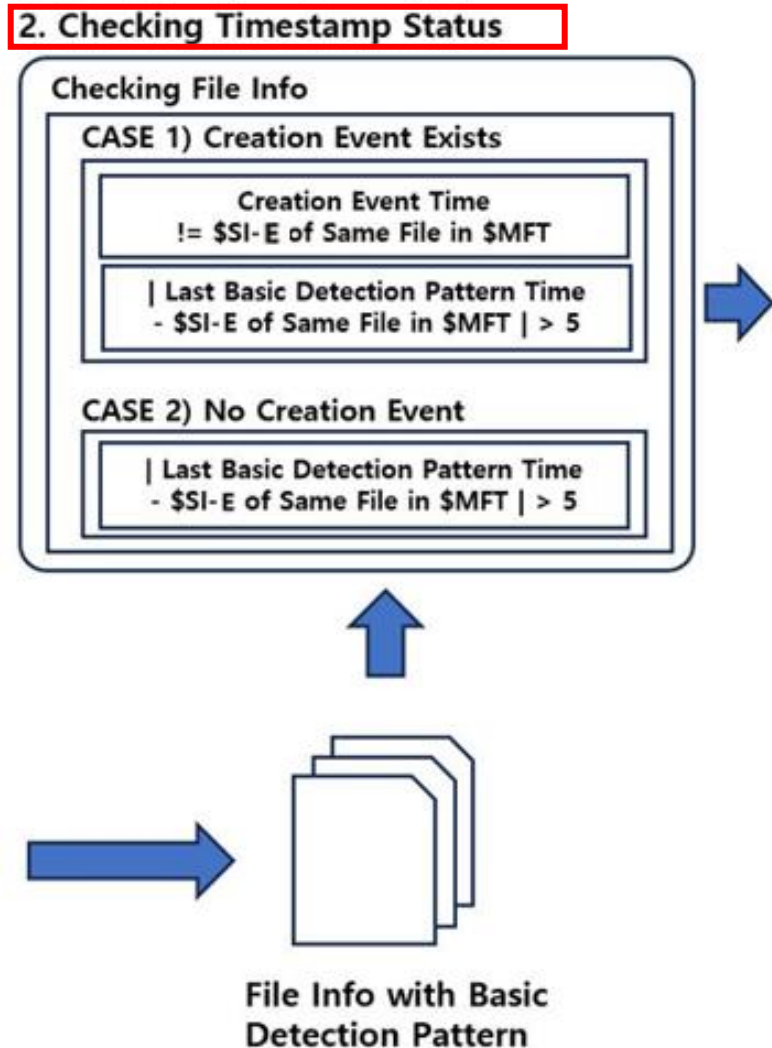 2. Checking Timestamp Status
Checking File Info
CASE 1) Creation Event Exists
Creation Event Time
!= $SI-E of Same File in $MFT
| Last Basic Detection Pattern Time
- $SI-E of Same File in $MFT | > 5
CASE 2) No Creation Event
| Last Basic Detection Pattern Time
- $SI-E of Same File in $MFT | > 5
File Info with Basic
Detection Pattern